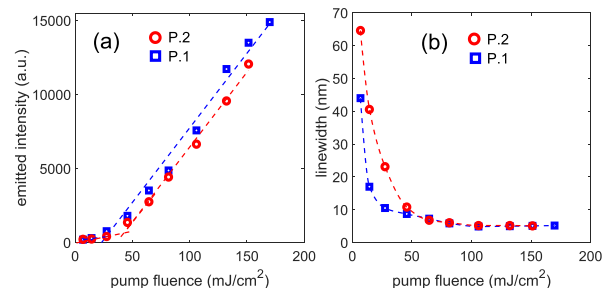 (a)
P.2
P.1
emitted intensity (a.u.)
15000
10000
5000
0
0 50 100 150 200
pump fluence (mJ/cm²)
(b)
P.2
P.1
linewidth (nm)
70
60
50
40
30
20
10
0
0 50 100 150 200
pump fluence (mJ/cm²)